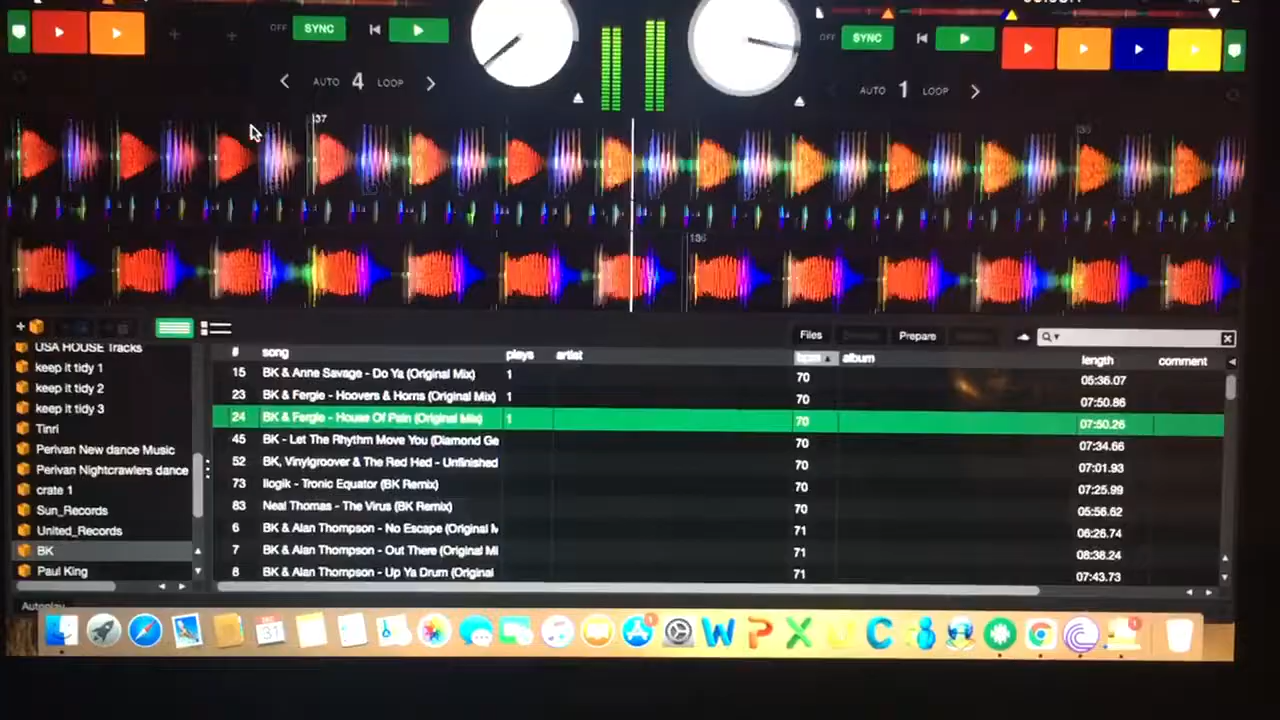 OFF SYNC
OFF SYNC
AUTO 4 LOOP
AUTO 1 LOOP
37
136
Files Prepare
USA HOUSE Tracks
keep it tidy 1
keep it tidy 2
keep it tidy 3
Tinri
Perivan New dance Music
Perivan Nightcrawlers dance
crate 1
Sun_Records
United_Records
BK
Paul King
# song plays artist bpm album length comment
15 BK & Anne Savage - Do Ya (Original Mix) 1 70 05:36.07
23 BK & Fergie - Hoovers & Horns (Original Mix) 1 70 07:50.86
24 BK & Fergie - House Of Pain (Original Mix) 1 70 07:50.26
45 BK - Let The Rhythm Move You (Diamond Ge 70 07:34.66
52 BK, Vinylgroover & The Red Hed - Unfinished 70 07:01.93
73 Ilogik - Tronic Equator (BK Remix) 70 07:25.99
83 Neal Thomas - The Virus (BK Remix) 70 05:56.62
6 BK & Alan Thompson - No Escape (Original M 71 06:26.74
7 BK & Alan Thompson - Out There (Original Mi 71 08:38.24
8 BK & Alan Thompson - Up Ya Drum (Original 71 07:43.73
Autoplay
31 W P X C